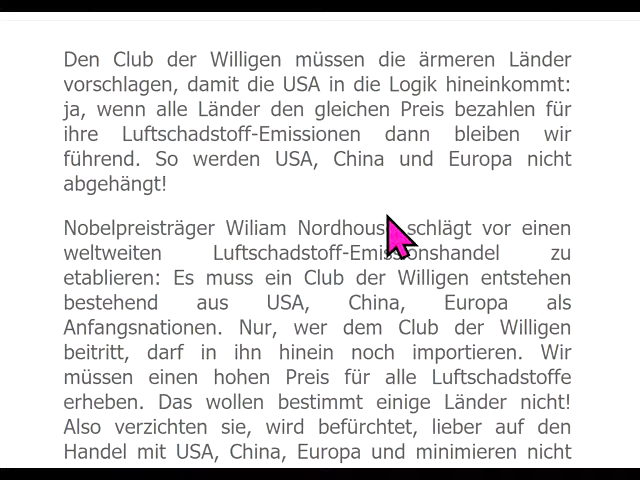 Den Club der Willigen müssen die ärmeren Länder
vorschlagen, damit die USA in die Logik hineinkommt:
ja, wenn alle Länder den gleichen Preis bezahlen für
ihre Luftschadstoff-Emissionen dann bleiben wir
führend. So werden USA, China und Europa nicht
abgehängt!
Nobelpreisträger Wiliam Nordhous schlägt vor einen
weltweiten Luftschadstoff-Emissionshandel zu
etablieren: Es muss ein Club der Willigen entstehen
bestehend aus USA, China, Europa als
Anfangsnationen. Nur, wer dem Club der Willigen
beitritt, darf in ihn hinein noch importieren. Wir
müssen einen hohen Preis für alle Luftschadstoffe
erheben. Das wollen bestimmt einige Länder nicht!
Also verzichten sie, wird befürchtet, lieber auf den
Handel mit USA, China, Europa und minimieren nicht